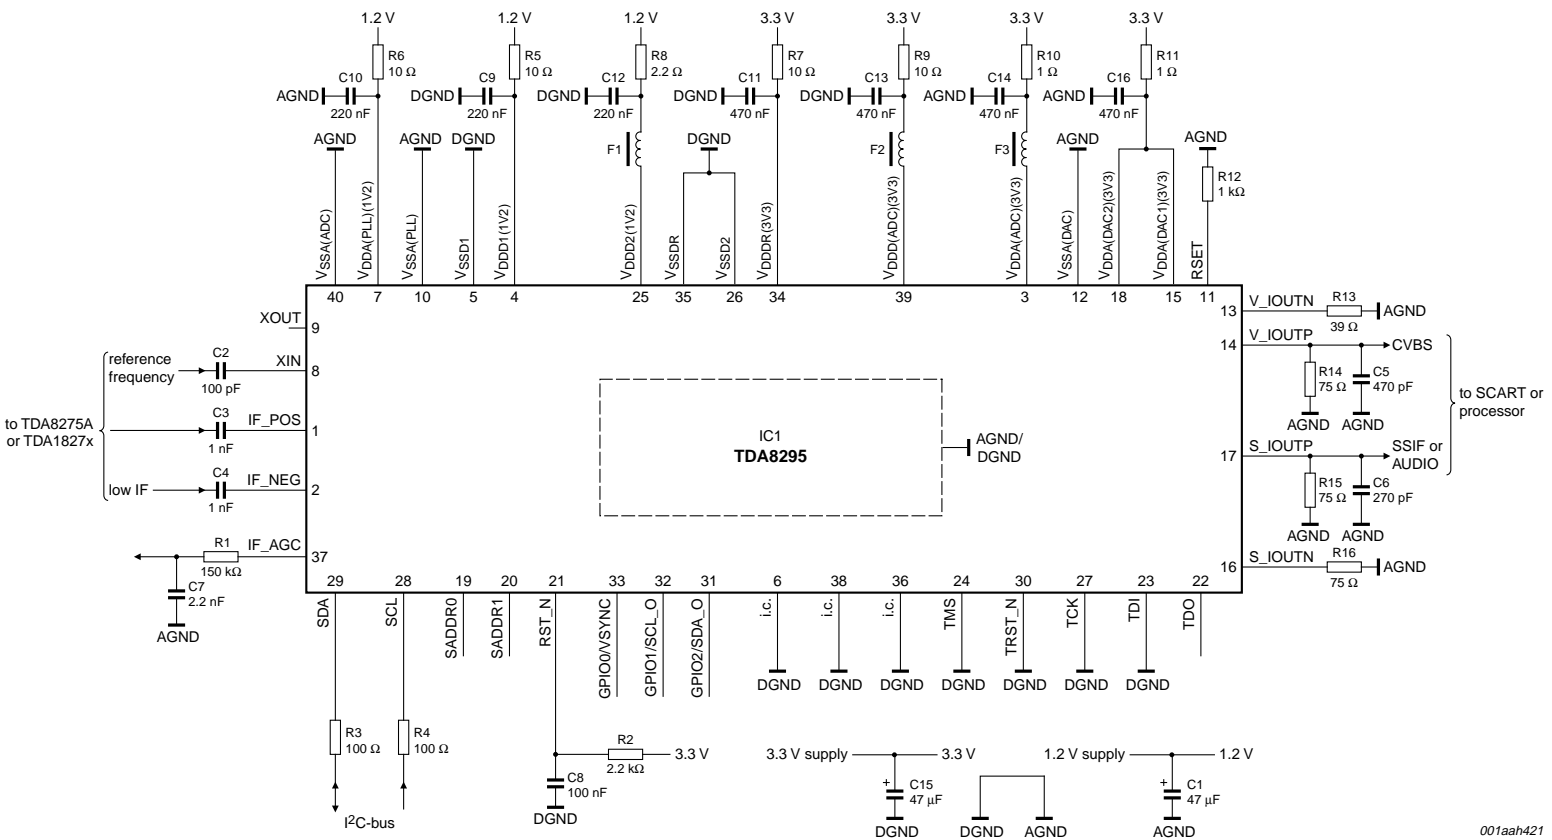 1.2 V 1.2 V 1.2 V 3.3 V 3.3 V 3.3 V 3.3 V
R6 10 Ω
R5 10 Ω
R8 2.2 Ω
R7 10 Ω
R9 10 Ω
R10 1 Ω
R11 1 Ω
AGND C10 220 nF
DGND C9 220 nF
DGND C12 220 nF
DGND C11 470 nF
DGND C13 470 nF
AGND C14 470 nF
AGND C16 470 nF
AGND AGND DGND F1 DGND F2 F3 AGND AGND
R12 1 kΩ
VSSA(ADC)
VDDA(PLL)(1V2)
VSSA(PLL)
VSSD1
VDDD1(1V2)
VDDD2(1V2)
VSSDR
VSSD2
VDDDR(3V3)
VDDD(ADC)(3V3)
VDDA(ADC)(3V3)
VSSA(DAC)
VDDA(DAC2)(3V3)
VDDA(DAC1)(3V3)
RSET
40 7 10 5 4 25 35 26 34 39 3 12 18 15 11
XOUT 9
reference frequency
C2 100 pF
XIN 8
to TDA8275A or TDA1827x
C3 1 nF
IF_POS 1
low IF
C4 1 nF
IF_NEG 2
R1 150 kΩ
IF_AGC 37
C7 2.2 nF
AGND
IC1
TDA8295
AGND/
DGND
13 V_IOUTN R13 39 Ω AGND
14 V_IOUTP CVBS
R14 75 Ω
C5 470 pF
AGND AGND
to SCART or processor
17 S_IOUTP SSIF or AUDIO
R15 75 Ω
C6 270 pF
AGND AGND
16 S_IOUTN R16 75 Ω AGND
29 28 19 20 21 33 32 31 6 38 36 24 30 27 23 22
SDA
SCL
SADDR0
SADDR1
RST_N
GPIO0/VSYNC
GPIO1/SCL_O
GPIO2/SDA_O
i.c.
i.c.
i.c.
TMS
TRST_N
TCK
TDI
TDO
DGND DGND DGND DGND DGND DGND DGND
R3 100 Ω
R4 100 Ω
I2C-bus
R2 2.2 kΩ
3.3 V
C8 100 nF
DGND
3.3 V supply 3.3 V
+ C15 47 μF
DGND
DGND AGND
1.2 V supply 1.2 V
+ C1 47 μF
AGND
001aah421